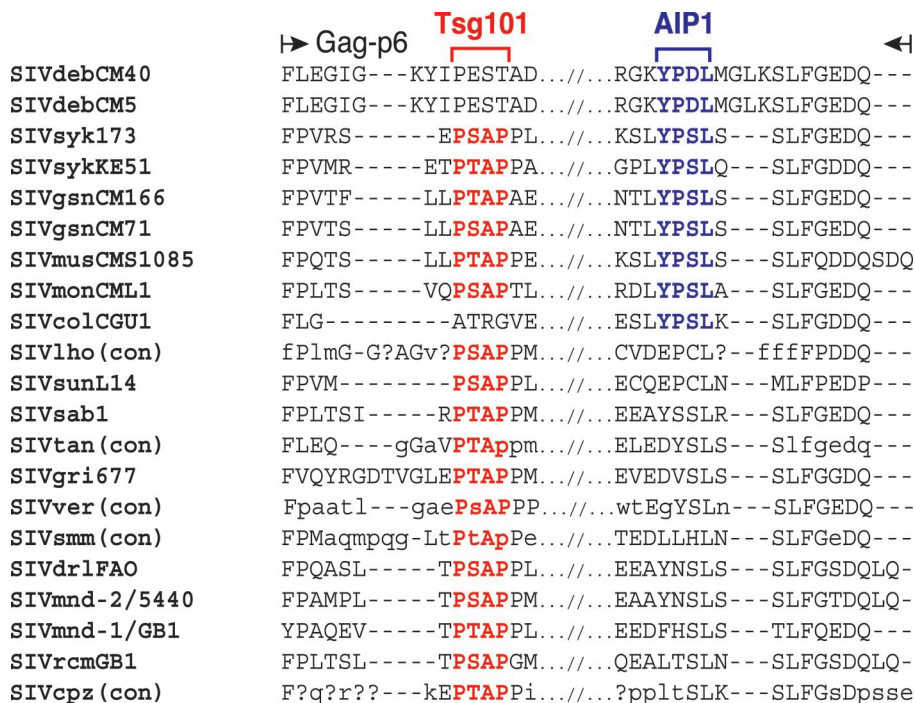 Tsg101 AIP1
Gag-p6
SIVdebCM40 FLEGIG---KYIPESTAD...//...RGKYPDLMGLKSLFGEDQ---
SIVdebCM5 FLEGIG---KYIPESTAD...//...RGKYPDLMGLKSLFGEDQ---
SIVsyk173 FPVRS------EPSAPPL...//...KSLYPSLS---SLFGEDQ---
SIVsykKE51 FPVMR-----ETPTAPPA...//...GPLYPSLQ---SLFGDDQ---
SIVgsnCM166 FPVTF-----LLPTAPAE...//...NTLYPSLS---SLFGEDQ---
SIVgsnCM71 FPVTS-----LLPSAPAE...//...NTLYPSLS---SLFGEDQ---
SIVmusCMS1085 FPQTS-----LLPTAPPE...//...KSLYPSLS---SLFQDDQSDQ
SIVmonCML1 FPLTS-----VQPSAPTL...//...RDLYPSLA---SLFGEDQ---
SIVcolCGU1 FLG---------ATRGVE...//...ESLYPSLK---SLFGDDQ---
SIVlho(con) fPlmG-G?AGv?PSAPPM...//...CVDEPCL?--fffFPDDQ---
SIVsunL14 FPVM--------PSAPPL...//...ECQEPCLN---MLFPEDP---
SIVsab1 FPLTSI-----RPTAPPM...//...EEAYSSLR---SLFGEDQ---
SIVtan(con) FLEQ----gGaVPTAppm...//...ELEDYSLS---Slfgedq---
SIVgri677 FVQYRGDTVGLEPTAPPM...//...EVEDVSLS---SLFGGDQ---
SIVver(con) Fpaatl---gaePsAPPP...//...wtEgYSLn---SLFGEDQ---
SIVsmm(con) FPMaqmpqg-LtPtApPe...//...TEDLLHLN---SLFGeDQ---
SIVdrlFAO FPQASL-----TPSAPPL...//...EEAYNSLS---SLFGSDQLQ-
SIVmnd-2/5440 FPAMPL-----TPSAPPM...//...EAAYNSLS---SLFGTDQLQ-
SIVmnd-1/GB1 YPAQEV-----TPTAPPL...//...EEDFHSLS---TLFQEDQ---
SIVrcmGB1 FPLTSL-----TPSAPGM...//...QEALTSLN---SLFGSDQLQ-
SIVcpz(con) F?q?r??----kEPTAPPi...//...?ppltSLK---SLFGsDpsse